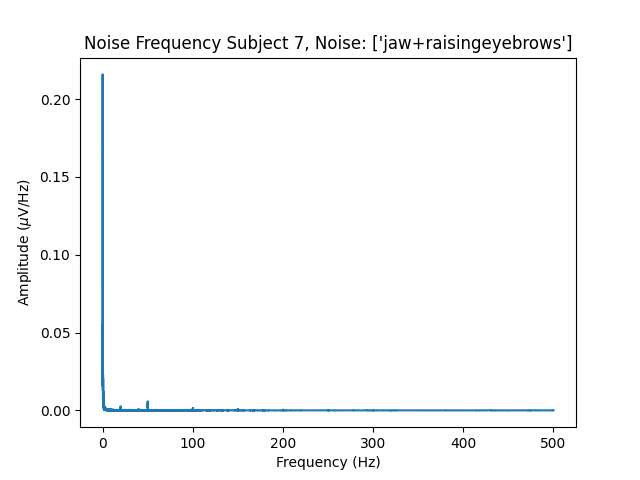 Noise Frequency Subject 7, Noise: ['jaw+raisingeyebrows']
Amplitude (μV/Hz)
0.20
0.15
0.10
0.05
0.00
0 100 200 300 400 500
Frequency (Hz)